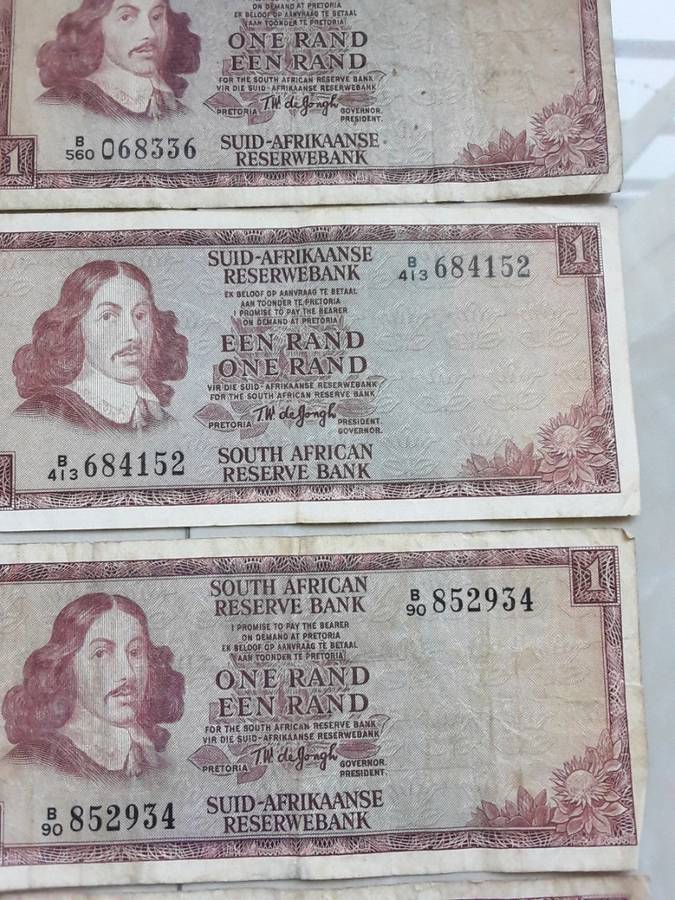 ON DEMAND AT PRETORIA
EK BELOOF OP AANVRAAG TE BETAAL
AAN TOONDER TE PRETORIA
ONE RAND
EEN RAND
FOR THE SOUTH AFRICAN RESERVE BANK
VIR DIE SUID-AFRIKAANSE RESERWEBANK
PRETORIA T.W. de Jongh GOVERNOR.
PRESIDENT.
B
560 068336
1
SUID-AFRIKAANSE
RESERWEBANK
SUID-AFRIKAANSE
RESERWEBANK
B
413 684152
1
EK BELOOF OP AANVRAAG TE BETAAL
AAN TOONDER TE PRETORIA
I PROMISE TO PAY THE BEARER
ON DEMAND AT PRETORIA
EEN RAND
ONE RAND
VIR DIE SUID-AFRIKAANSE RESERWEBANK
FOR THE SOUTH AFRICAN RESERVE BANK
PRETORIA T.W. de Jongh PRESIDENT.
GOVERNOR.
B
413 684152
SOUTH AFRICAN
RESERVE BANK
SOUTH AFRICAN
RESERVE BANK
B
90 852934
1
I PROMISE TO PAY THE BEARER
ON DEMAND AT PRETORIA
EK BELOOF OP AANVRAAG TE BETAAL
AAN TOONDER TE PRETORIA
ONE RAND
EEN RAND
FOR THE SOUTH AFRICAN RESERVE BANK
VIR DIE SUID-AFRIKAANSE RESERWEBANK
PRETORIA T.W. de Jongh GOVERNOR.
PRESIDENT.
B
90 852934
SUID-AFRIKAANSE
RESERWEBANK